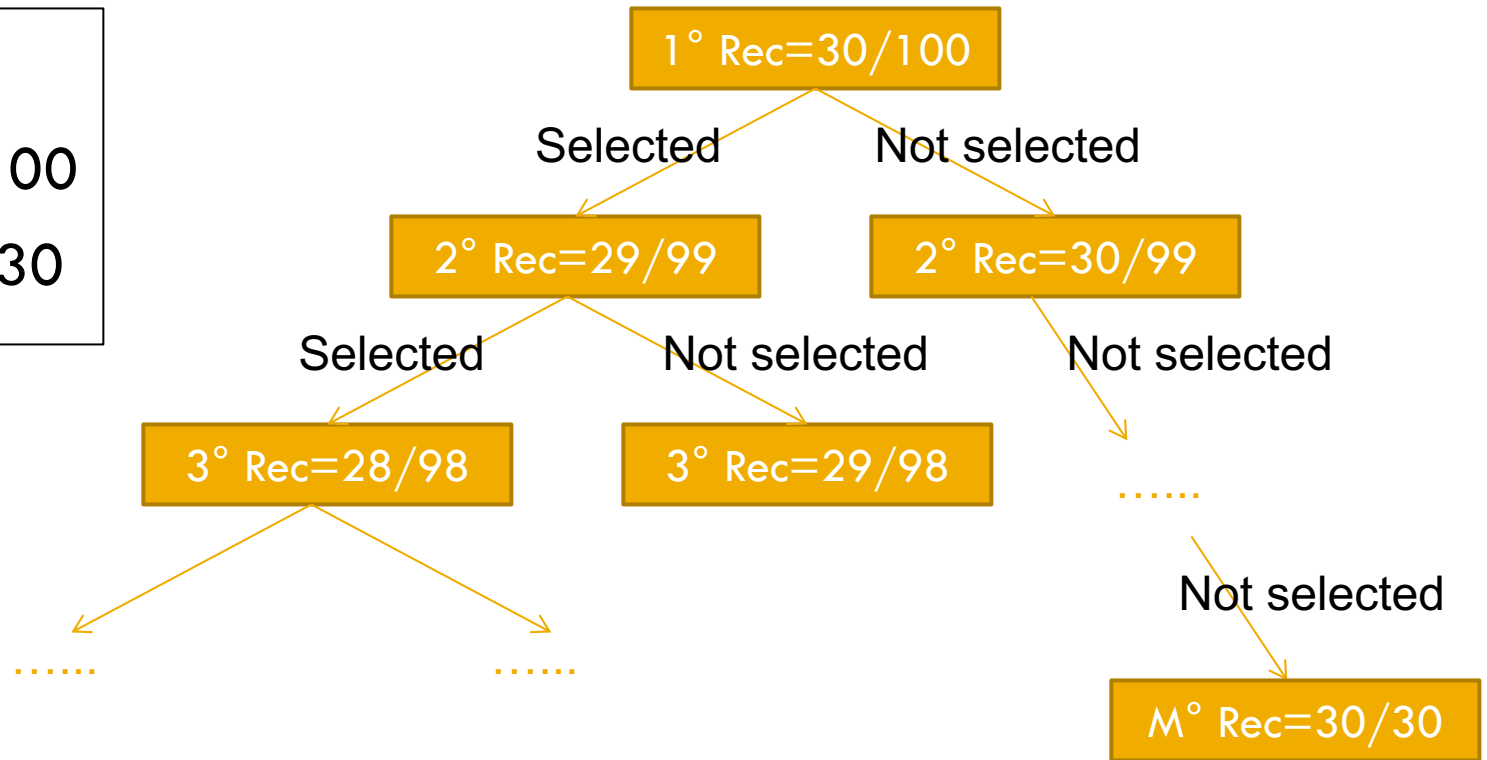 00
30
1° Rec=30/100
Selected
Not selected
2° Rec=29/99
2° Rec=30/99
Selected
Not selected
Not selected
3° Rec=28/98
3° Rec=29/98
......
Not selected
......
......
M° Rec=30/30